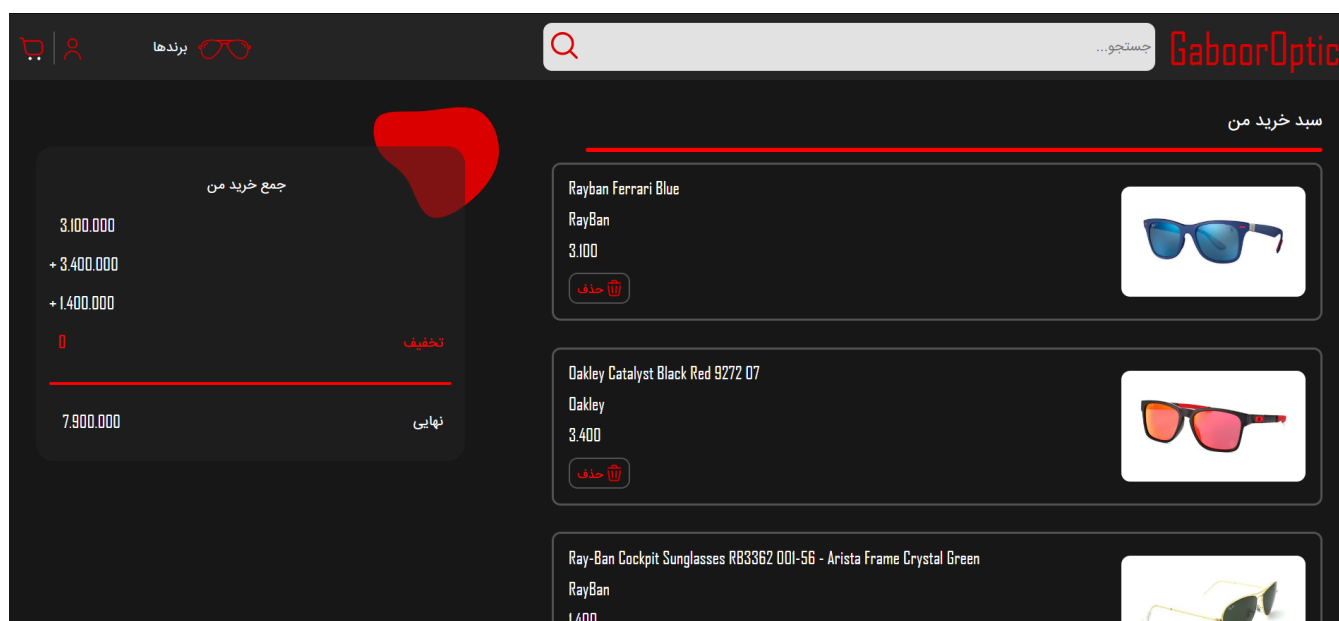 GaboorOptic
جستجو...
برندها
سبد خرید من
Rayban Ferrari Blue
RayBan
3.100
حذف
Oakley Catalyst Black Red 9272 07
Oakley
3.400
حذف
Ray-Ban Cockpit Sunglasses RB3362 001-56 - Arista Frame Crystal Green
RayBan
1.400
جمع خرید من
3.100.000
+ 3.400.000
+ 1.400.000
تخفیف 0
نهایی 7.900.000